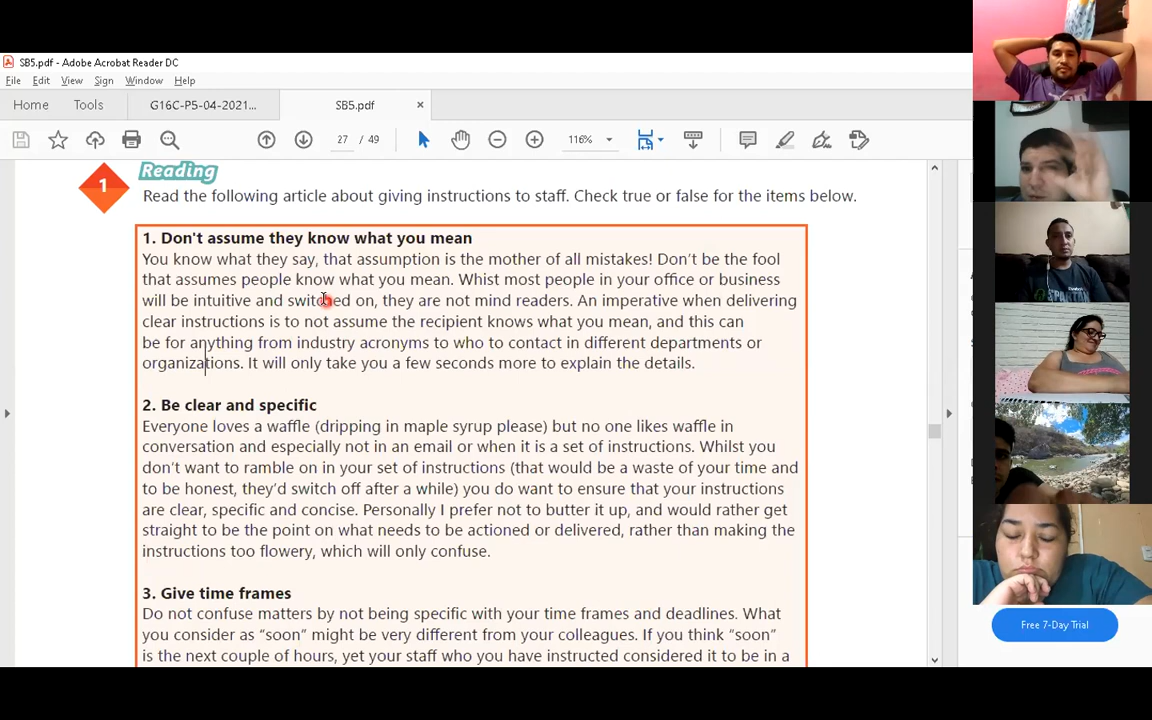 SB5.pdf - Adobe Acrobat Reader DC
File Edit View Sign Window Help
Home Tools G16C-P5-04-2021... SB5.pdf ×
27 / 49 116%
1 Reading
Read the following article about giving instructions to staff. Check true or false for the items below.
1. Don't assume they know what you mean
You know what they say, that assumption is the mother of all mistakes! Don't be the fool
that assumes people know what you mean. Whist most people in your office or business
will be intuitive and switched on, they are not mind readers. An imperative when delivering
clear instructions is to not assume the recipient knows what you mean, and this can
be for anything from industry acronyms to who to contact in different departments or
organizations. It will only take you a few seconds more to explain the details.
2. Be clear and specific
Everyone loves a waffle (dripping in maple syrup please) but no one likes waffle in
conversation and especially not in an email or when it is a set of instructions. Whilst you
don't want to ramble on in your set of instructions (that would be a waste of your time and
to be honest, they'd switch off after a while) you do want to ensure that your instructions
are clear, specific and concise. Personally I prefer not to butter it up, and would rather get
straight to be the point on what needs to be actioned or delivered, rather than making the
instructions too flowery, which will only confuse.
3. Give time frames
Do not confuse matters by not being specific with your time frames and deadlines. What
you consider as "soon" might be very different from your colleagues. If you think "soon"
is the next couple of hours, yet your staff who you have instructed considered it to be in a
Free 7-Day Trial